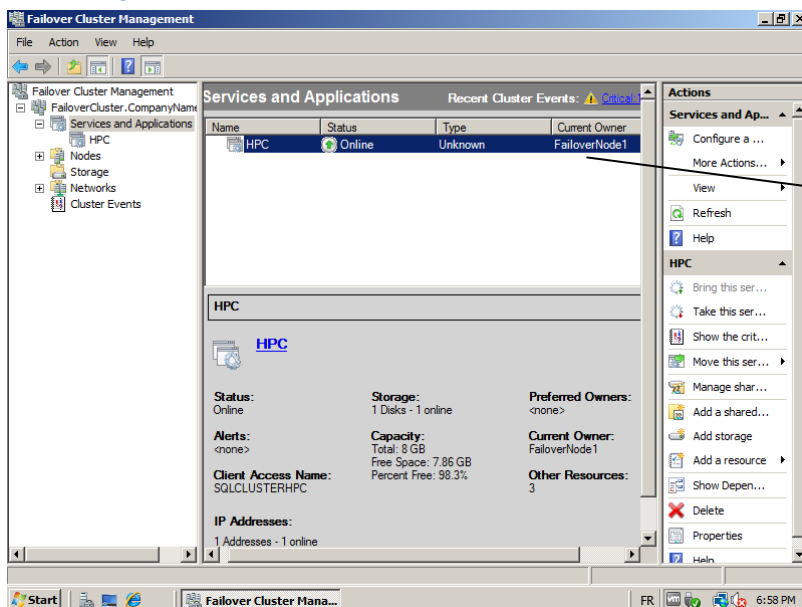 Failover Cluster Management
File Action View Help
Failover Cluster Management
FailoverCluster.CompanyName
Services and Applications
HPC
Nodes
Storage
Networks
Cluster Events
Services and Applications
Recent Cluster Events: Critical:
Name Status Type Current Owner
HPC Online Unknown FailoverNode1
HPC
HPC
Status: Storage: Preferred Owners:
Online 1 Disks - 1 online <none>
Alerts: Capacity: Current Owner:
<none> Total: 8 GB FailoverNode1
Free Space: 7.86 GB
Client Access Name: Percent Free: 98.3% Other Resources:
SQLCLUSTERHPC 3
IP Addresses:
1 Addresses - 1 online
Actions
Services and Ap...
Configure a ...
More Actions...
View
Refresh
Help
HPC
Bring this ser...
Take this ser...
Show the crit...
Move this ser...
Manage shar...
Add a shared...
Add storage
Add a resource
Show Depen...
Delete
Properties
Help
Start Failover Cluster Mana... FR vm 6:58 PM